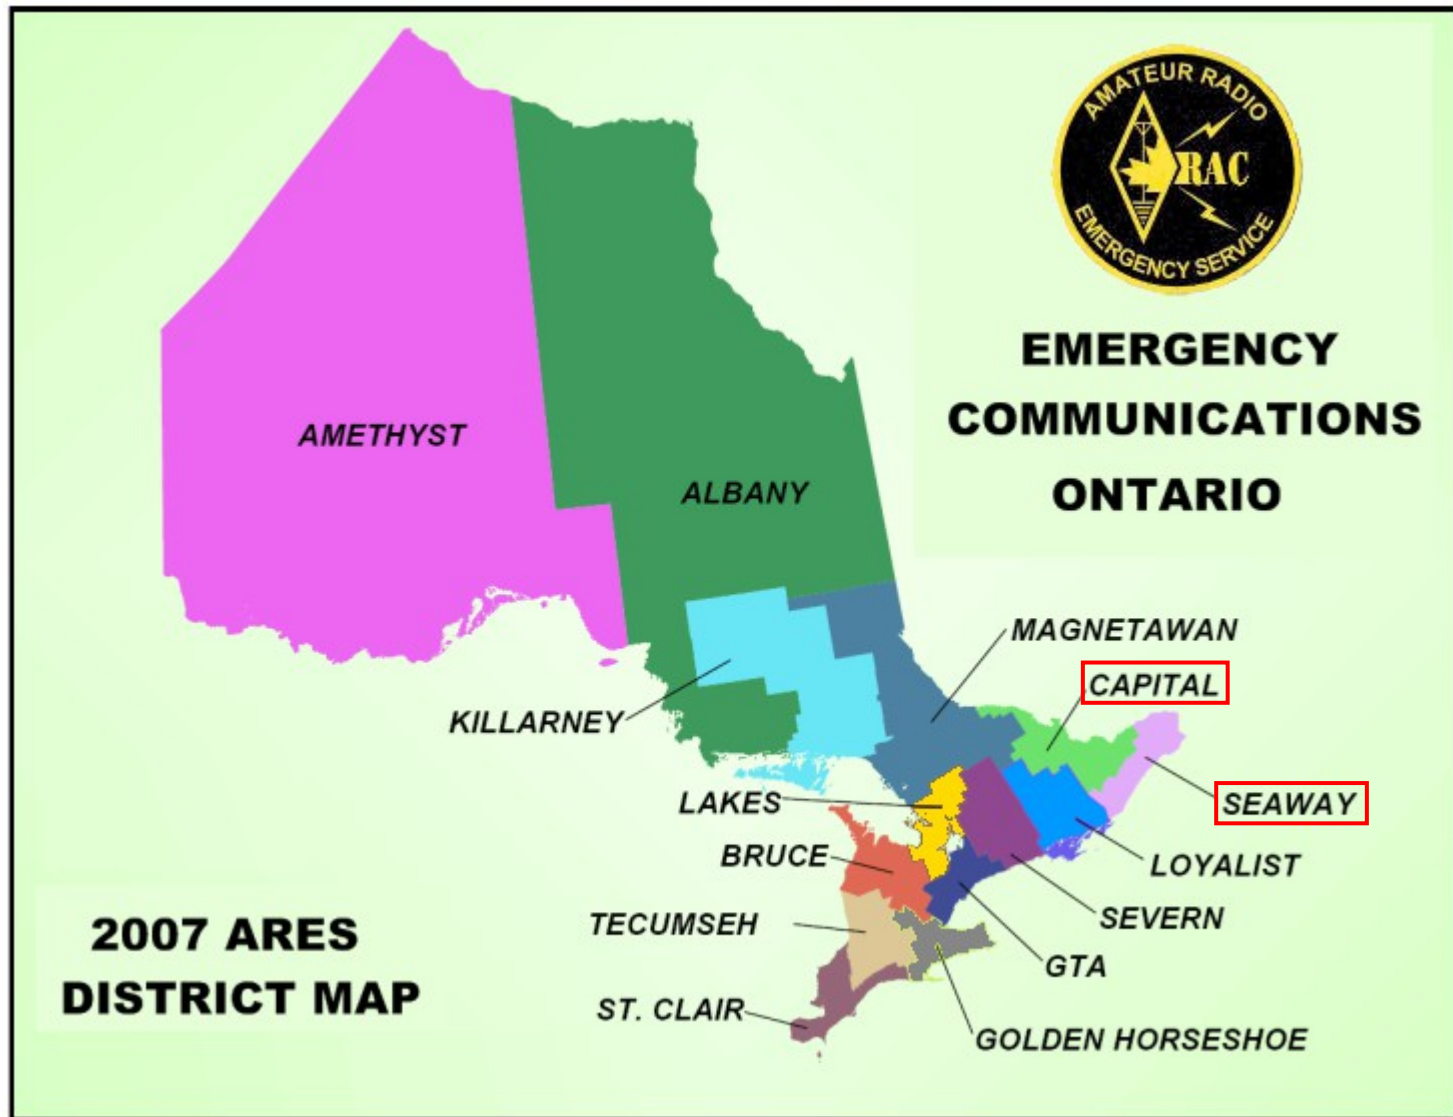 AMATEUR RADIO
RAC
EMERGENCY SERVICE
EMERGENCY
COMMUNICATIONS
ONTARIO
AMETHYST
ALBANY
MAGNETAWAN
CAPITAL
KILLARNEY
SEAWAY
LAKES
BRUCE
LOYALIST
SEVERN
TECUMSEH
GTA
ST. CLAIR
GOLDEN HORSESHOE
2007 ARES
DISTRICT MAP